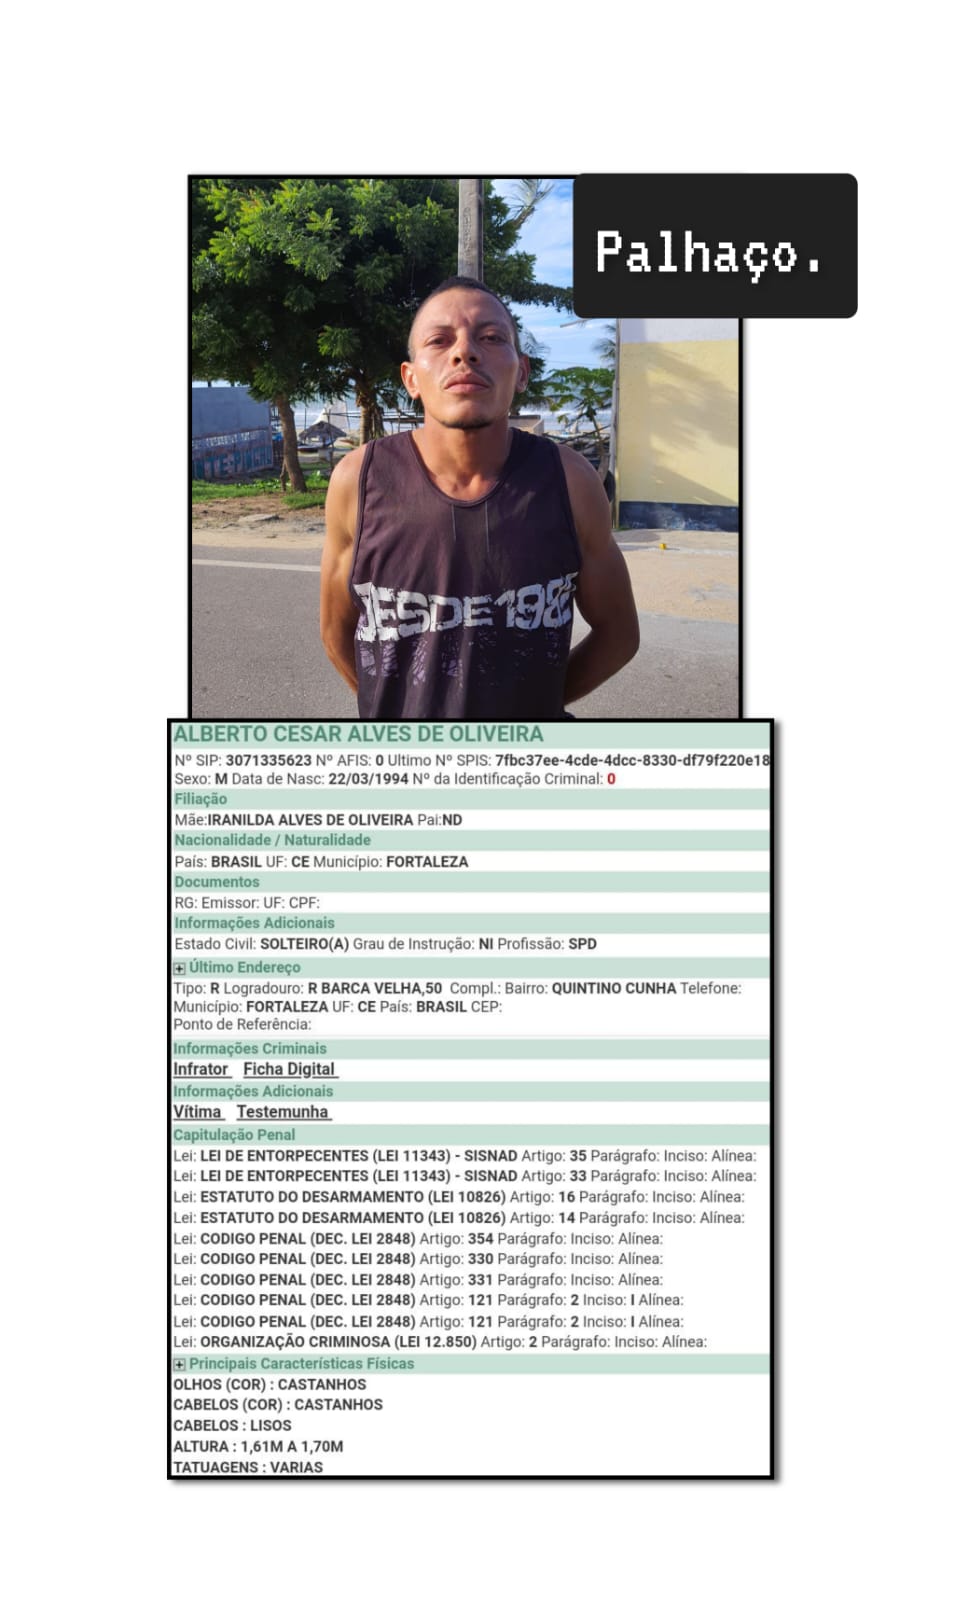 Palhaço.
DESDE 198
ALBERTO CESAR ALVES DE OLIVEIRA
Nº SIP: 3071335623 Nº AFIS: 0 Ultimo Nº SPIS: 7fbc37ee-4cde-4dcc-8330-df79f220e18
Sexo: M Data de Nasc: 22/03/1994 Nº da Identificação Criminal: 0
Filiação
Mãe:IRANILDA ALVES DE OLIVEIRA Pai:ND
Nacionalidade / Naturalidade
País: BRASIL UF: CE Município: FORTALEZA
Documentos
RG: Emissor: UF: CPF:
Informações Adicionais
Estado Civil: SOLTEIRO(A) Grau de Instrução: NI Profissão: SPD
Último Endereço
Tipo: R Logradouro: R BARCA VELHA,50 Compl.: Bairro: QUINTINO CUNHA Telefone:
Município: FORTALEZA UF: CE País: BRASIL CEP:
Ponto de Referência:
Informações Criminais
Infrator Ficha Digital
Informações Adicionais
Vítima Testemunha
Capitulação Penal
Lei: LEI DE ENTORPECENTES (LEI 11343) - SISNAD Artigo: 35 Parágrafo: Inciso: Alínea:
Lei: LEI DE ENTORPECENTES (LEI 11343) - SISNAD Artigo: 33 Parágrafo: Inciso: Alínea:
Lei: ESTATUTO DO DESARMAMENTO (LEI 10826) Artigo: 16 Parágrafo: Inciso: Alínea:
Lei: ESTATUTO DO DESARMAMENTO (LEI 10826) Artigo: 14 Parágrafo: Inciso: Alínea:
Lei: CODIGO PENAL (DEC. LEI 2848) Artigo: 354 Parágrafo: Inciso: Alínea:
Lei: CODIGO PENAL (DEC. LEI 2848) Artigo: 330 Parágrafo: Inciso: Alínea:
Lei: CODIGO PENAL (DEC. LEI 2848) Artigo: 331 Parágrafo: Inciso: Alínea:
Lei: CODIGO PENAL (DEC. LEI 2848) Artigo: 121 Parágrafo: 2 Inciso: I Alínea:
Lei: CODIGO PENAL (DEC. LEI 2848) Artigo: 121 Parágrafo: 2 Inciso: I Alínea:
Lei: ORGANIZAÇÃO CRIMINOSA (LEI 12.850) Artigo: 2 Parágrafo: Inciso: Alínea:
Principais Características Físicas
OLHOS (COR) : CASTANHOS
CABELOS (COR) : CASTANHOS
CABELOS : LISOS
ALTURA : 1,61M A 1,70M
TATUAGENS : VARIAS